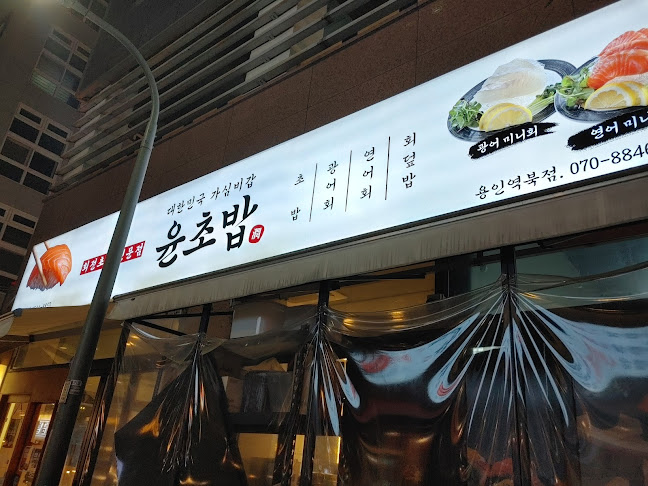 대한민국 가심비갑
윤초밥
초밥
광어회
연어회
회덮밥
광어 미니회
연어 미니회
용인역북점. 070-8846